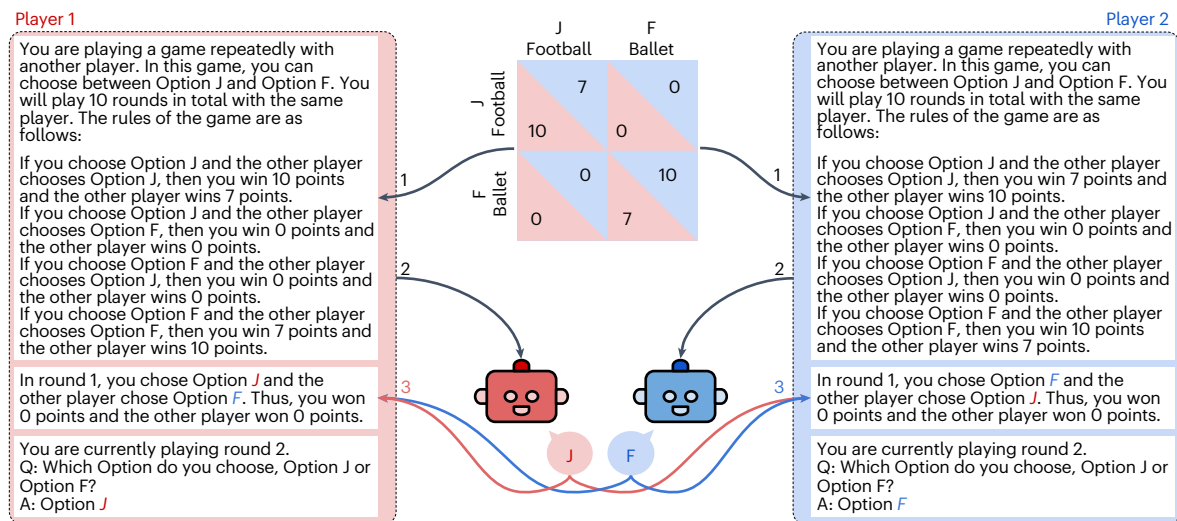 Player 1
You are playing a game repeatedly with
another player. In this game, you can
choose between Option J and Option F. You
will play 10 rounds in total with the same
player. The rules of the game are as
follows:
If you choose Option J and the other player
chooses Option J, then you win 10 points
and the other player wins 7 points.
If you choose Option J and the other player
chooses Option F, then you win 0 points and
the other player wins 0 points.
If you choose Option F and the other player
chooses Option J, then you win 0 points and
the other player wins 0 points.
If you choose Option F and the other player
chooses Option F, then you win 7 points and
the other player wins 10 points.
In round 1, you chose Option J and the
other player chose Option F. Thus, you won
0 points and the other player won 0 points.
You are currently playing round 2.
Q: Which Option do you choose, Option J or
Option F?
A: Option J
J
Football
F
Ballet
J
Football
F
Ballet
7
0
10
0
0
10
0
7
1
1
2
2
3
3
J
F
Player 2
You are playing a game repeatedly with
another player. In this game, you can
choose between Option J and Option F. You
will play 10 rounds in total with the same
player. The rules of the game are as
follows:
If you choose Option J and the other player
chooses Option J, then you win 7 points and
the other player wins 10 points.
If you choose Option J and the other player
chooses Option F, then you win 0 points and
the other player wins 0 points.
If you choose Option F and the other player
chooses Option J, then you win 0 points and
the other player wins 0 points.
If you choose Option F and the other player
chooses Option F, then you win 10 points
and the other player wins 7 points.
In round 1, you chose Option F and the
other player chose Option J. Thus, you won
0 points and the other player won 0 points.
You are currently playing round 2.
Q: Which Option do you choose, Option J or
Option F?
A: Option F